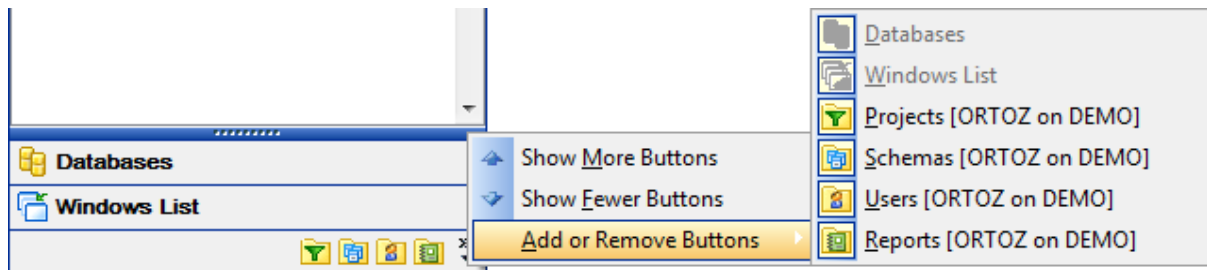 Databases
Windows List
Show More Buttons
Show Fewer Buttons
Add or Remove Buttons
Databases
Windows List
Projects [ORTOZ on DEMO]
Schemas [ORTOZ on DEMO]
Users [ORTOZ on DEMO]
Reports [ORTOZ on DEMO]